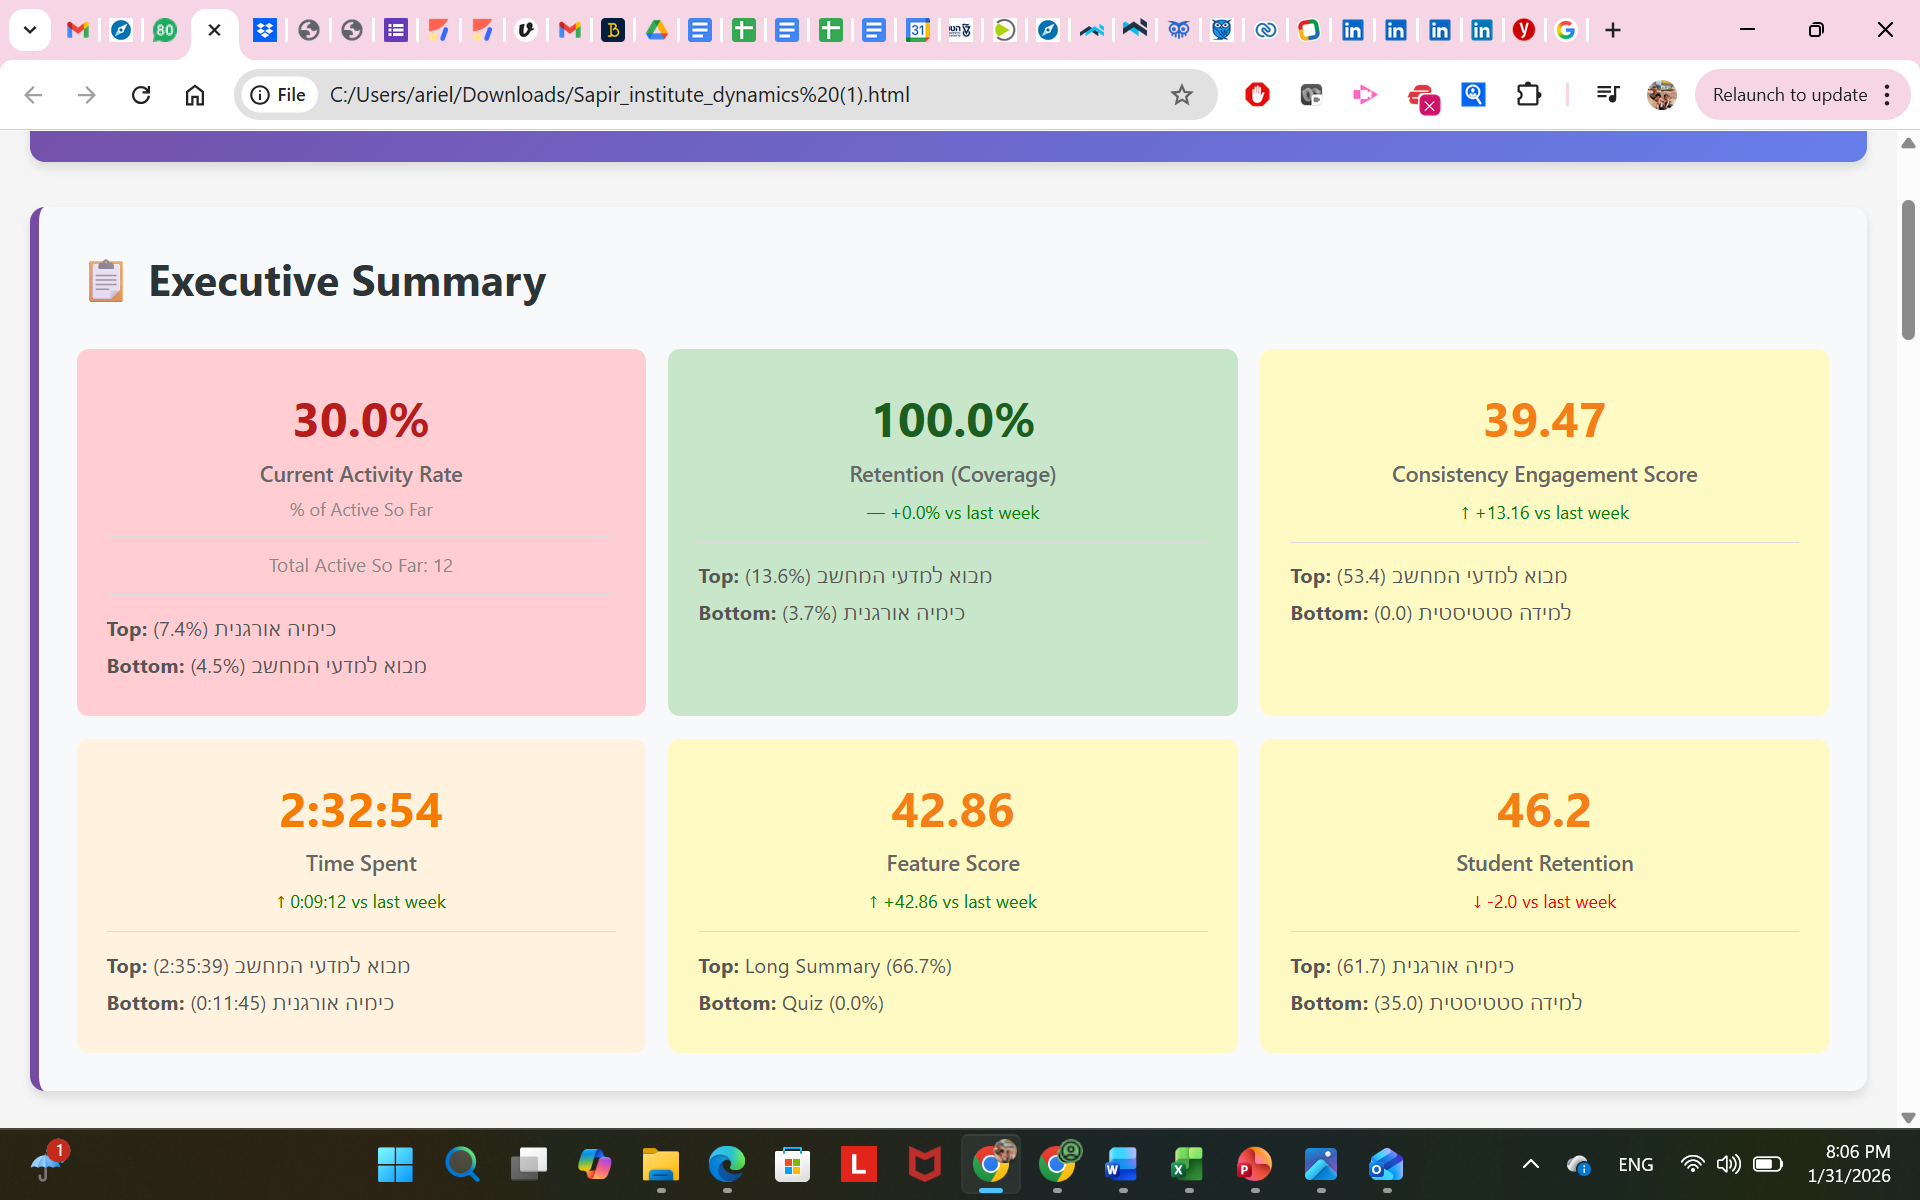 80
31
File
C:/Users/ariel/Downloads/Sapir_institute_dynamics%20(1).html
Relaunch to update
Executive Summary
30.0%
Current Activity Rate
% of Active So Far
Total Active So Far: 12
Top: (7.4%) כימיה אורגנית
Bottom: (4.5%) מבוא למדעי המחשב
100.0%
Retention (Coverage)
— +0.0% vs last week
Top: (13.6%) מבוא למדעי המחשב
Bottom: (3.7%) כימיה אורגנית
39.47
Consistency Engagement Score
↑ +13.16 vs last week
Top: (53.4) מבוא למדעי המחשב
Bottom: (0.0) למידה סטטיסטית
2:32:54
Time Spent
↑ 0:09:12 vs last week
Top: (2:35:39) מבוא למדעי המחשב
Bottom: (0:11:45) כימיה אורגנית
42.86
Feature Score
↑ +42.86 vs last week
Top: Long Summary (66.7%)
Bottom: Quiz (0.0%)
46.2
Student Retention
↓ -2.0 vs last week
Top: (61.7) כימיה אורגנית
Bottom: (35.0) למידה סטטיסטית
1
ENG
8:06 PM
1/31/2026